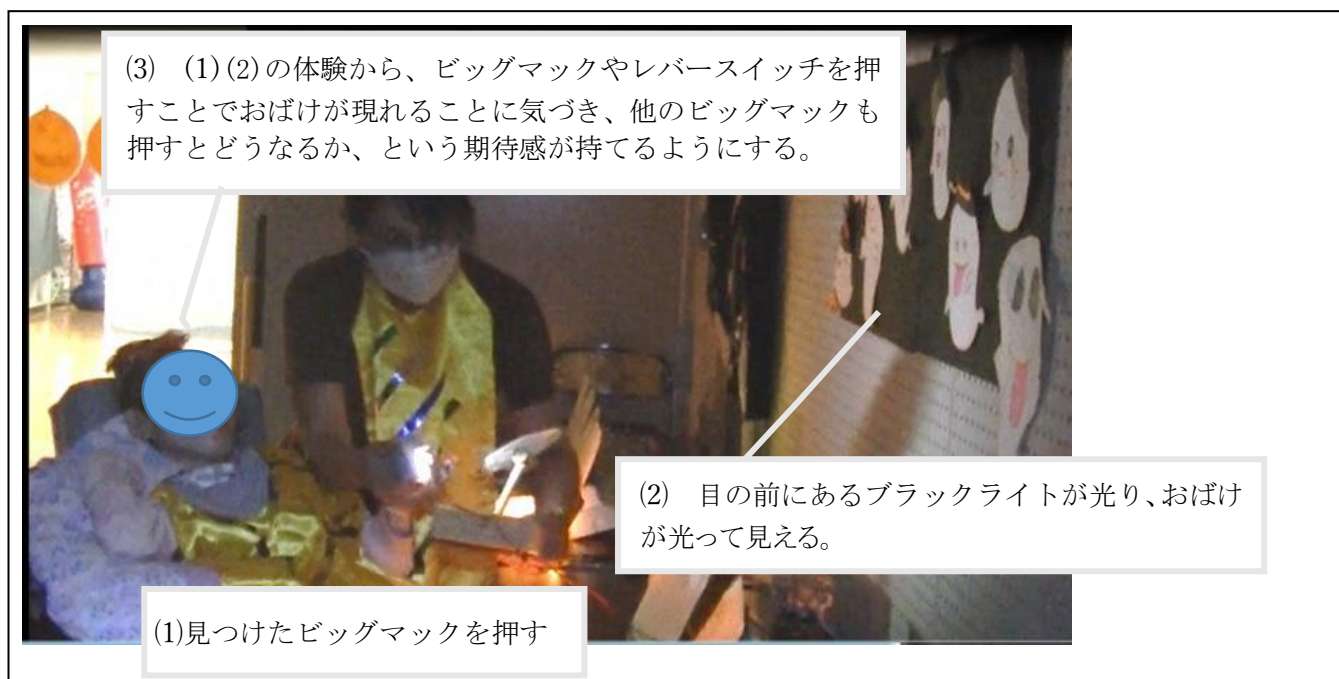 ⑶　(1)(2)の体験から、ビッグマックやレバースイッチを押
すことでおばけが現れることに気づき、他のビッグマックも
押すとどうなるか、という期待感が持てるようにする。
⑵　目の前にあるブラックライトが光り、おばけ
が光って見える。
⑴見つけたビッグマックを押す